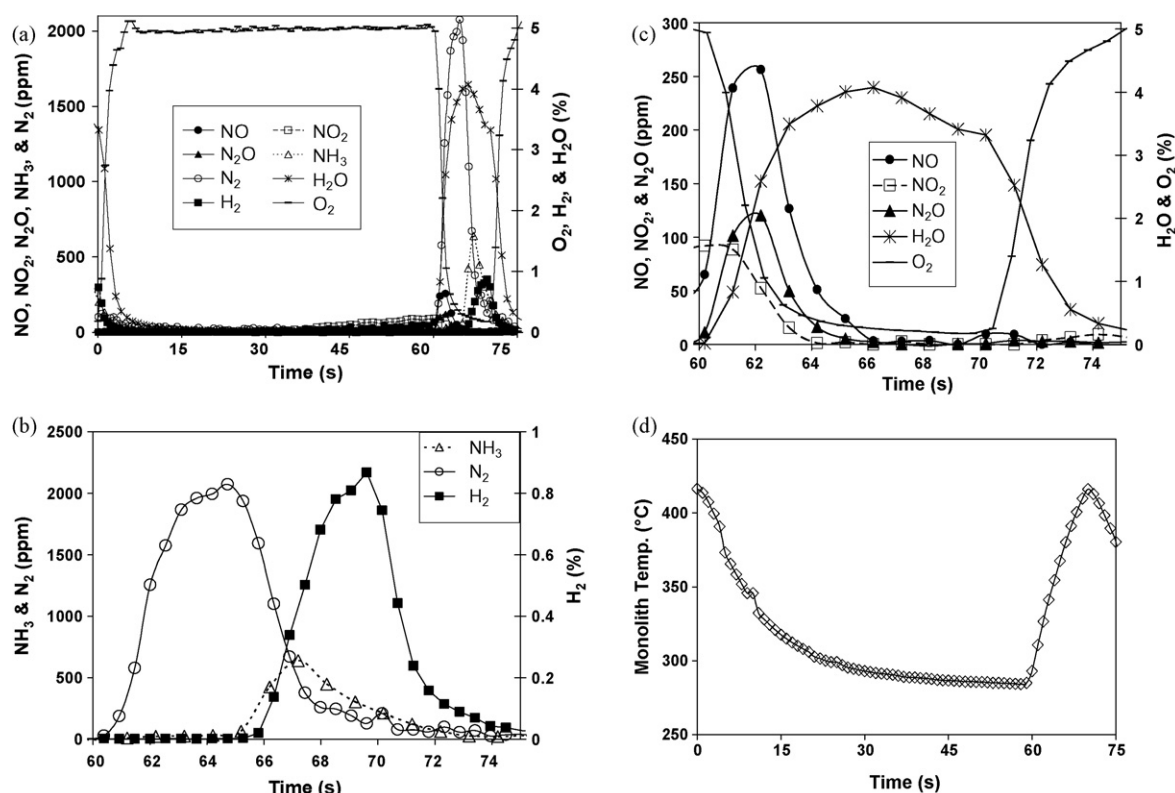 (a)
2000
1500
1000
500
0
NO, NO2, N2O, NH3, & N2 (ppm)
NO
N2O
N2
H2
NO2
NH3
H2O
O2
5
4
3
2
1
0
O2, H2, & H2O (%)
0 15 30 45 60 75
Time (s)
(c)
300
250
200
150
100
50
0
NO, NO2, & N2O (ppm)
NO
NO2
N2O
H2O
O2
5
4
3
2
1
0
H2O & O2 (%)
60 62 64 66 68 70 72 74
Time (s)
(b)
2500
2000
1500
1000
500
0
NH3 & N2 (ppm)
NH3
N2
H2
1
0.8
0.6
0.4
0.2
0
H2 (%)
60 62 64 66 68 70 72 74
Time (s)
(d)
450
400
350
300
250
Monolith Temp. (°C)
0 15 30 45 60 75
Time (s)